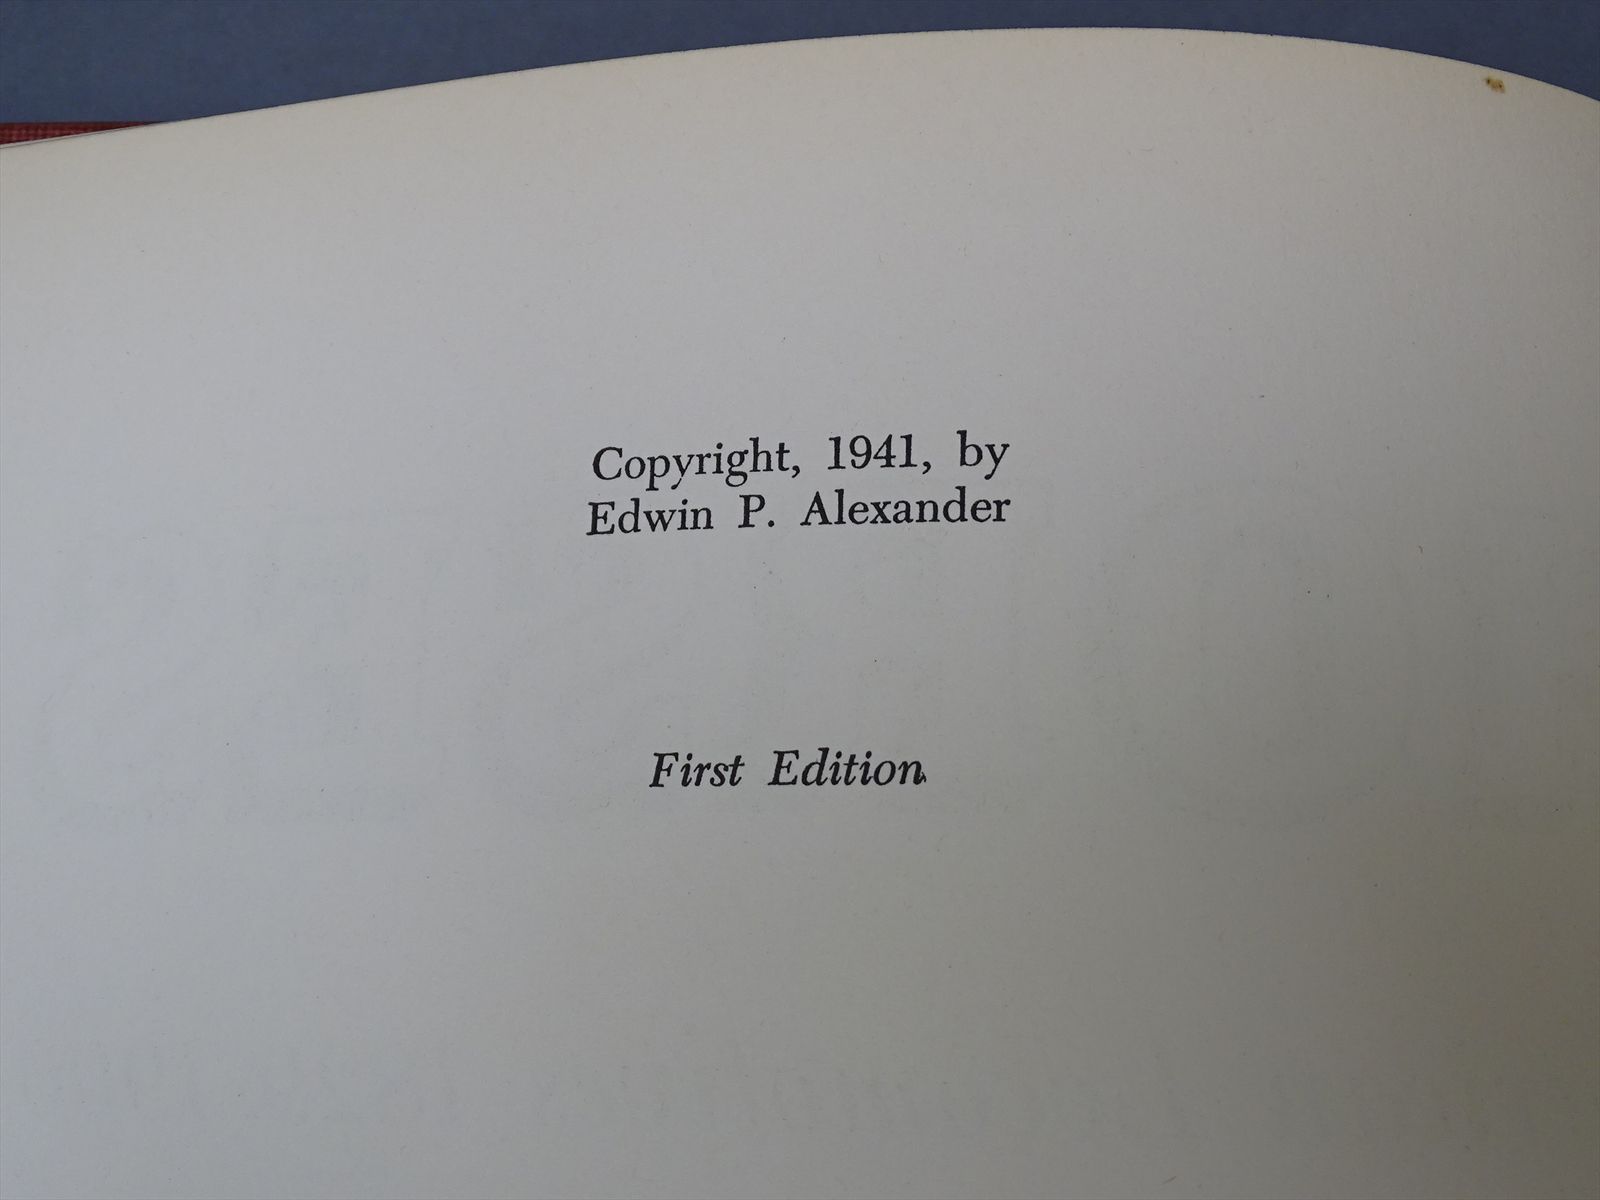 Copyright, 1941, by
Edwin P. Alexander
First Edition